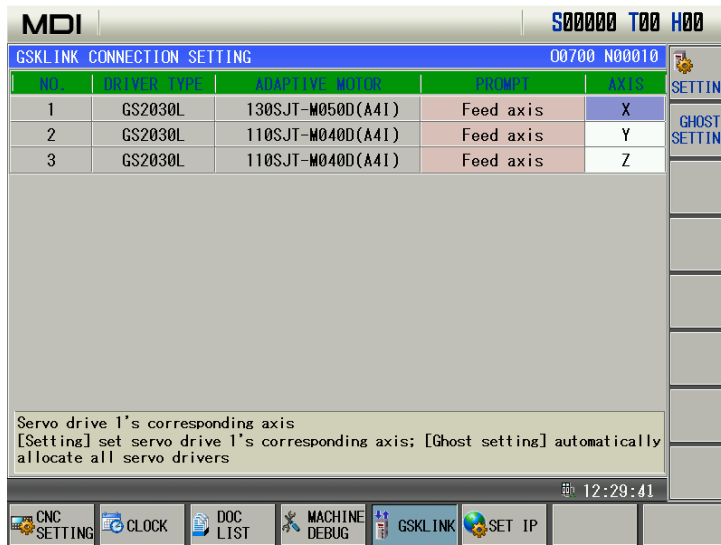 MDI S00000 T00 H00
GSKLINK CONNECTION SETTING O0700 N00010
NO. DRIVER TYPE ADAPTIVE MOTOR PROMPT AXIS
1 GS2030L 130SJT-M050D(A4I) Feed axis X
2 GS2030L 110SJT-M040D(A4I) Feed axis Y
3 GS2030L 110SJT-M040D(A4I) Feed axis Z
SETTIN
GHOST
SETTIN
Servo drive 1's corresponding axis
[Setting] set servo drive 1's corresponding axis; [Ghost setting] automatically
allocate all servo drivers
12:29:41
CNC
SETTING
CLOCK
DOC
LIST
MACHINE
DEBUG
GSKLINK
SET IP